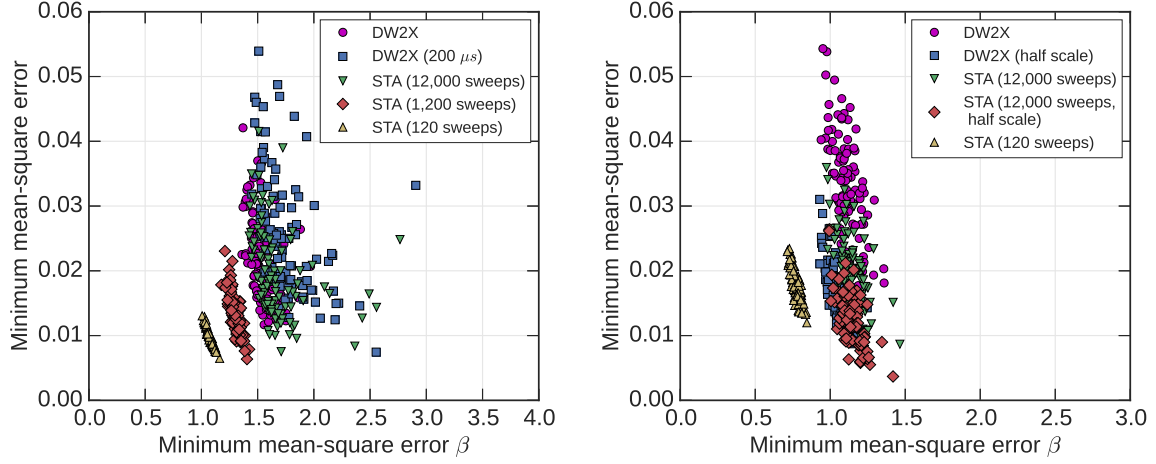 0.06
0.05
0.04
0.03
0.02
0.01
0.00
Minimum mean-square error
DW2X
DW2X (200 μs)
STA (12,000 sweeps)
STA (1,200 sweeps)
STA (120 sweeps)
0.0 0.5 1.0 1.5 2.0 2.5 3.0 3.5 4.0
Minimum mean-square error β
0.06
0.05
0.04
0.03
0.02
0.01
0.00
Minimum mean-square error
DW2X
DW2X (half scale)
STA (12,000 sweeps)
STA (12,000 sweeps,
half scale)
STA (120 sweeps)
0.0 0.5 1.0 1.5 2.0 2.5 3.0
Minimum mean-square error β